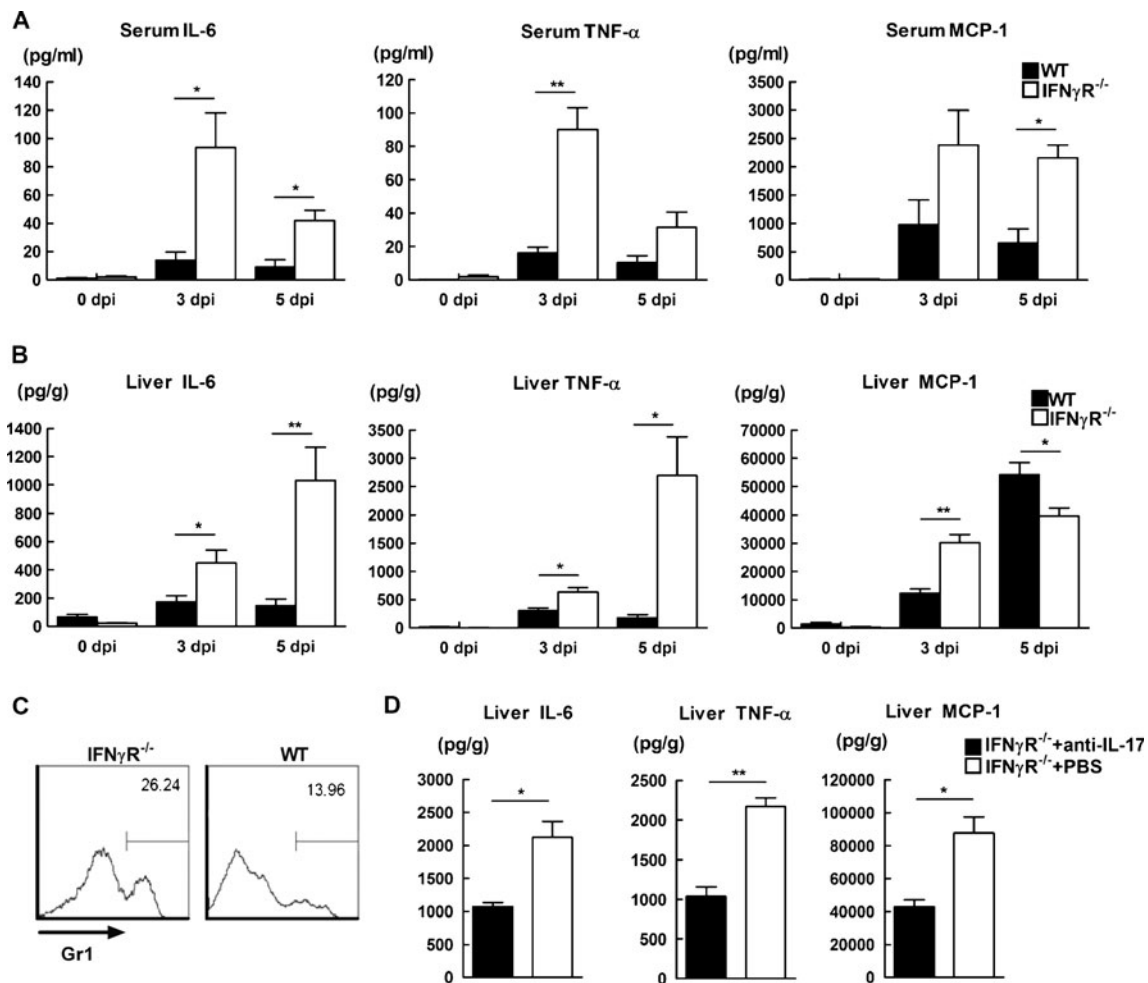 A
Serum IL-6
(pg/ml)
140
120
100
80
60
40
20
0
*
*
0 dpi 3 dpi 5 dpi
Serum TNF-α
(pg/ml)
120
100
80
60
40
20
0
**
0 dpi 3 dpi 5 dpi
Serum MCP-1
(pg/ml)
3500
3000
2500
2000
1500
1000
500
0
WT
IFNγR-/-
*
0 dpi 3 dpi 5 dpi
B
Liver IL-6
(pg/g)
1400
1200
1000
800
600
400
200
0
*
**
0 dpi 3 dpi 5 dpi
Liver TNF-α
(pg/g)
3500
3000
2500
2000
1500
1000
500
0
*
*
0 dpi 3 dpi 5 dpi
Liver MCP-1
(pg/g)
70000
60000
50000
40000
30000
20000
10000
0
WT
IFNγR-/-
**
*
0 dpi 3 dpi 5 dpi
C
IFNγR-/-
26.24
WT
13.96
Gr1
D
Liver IL-6
(pg/g)
3000
2500
2000
1500
1000
500
0
*
Liver TNF-α
(pg/g)
2500
2000
1500
1000
500
0
**
Liver MCP-1
(pg/g)
120000
100000
80000
60000
40000
20000
0
*
IFNγR-/-+anti-IL-17
IFNγR-/-+PBS